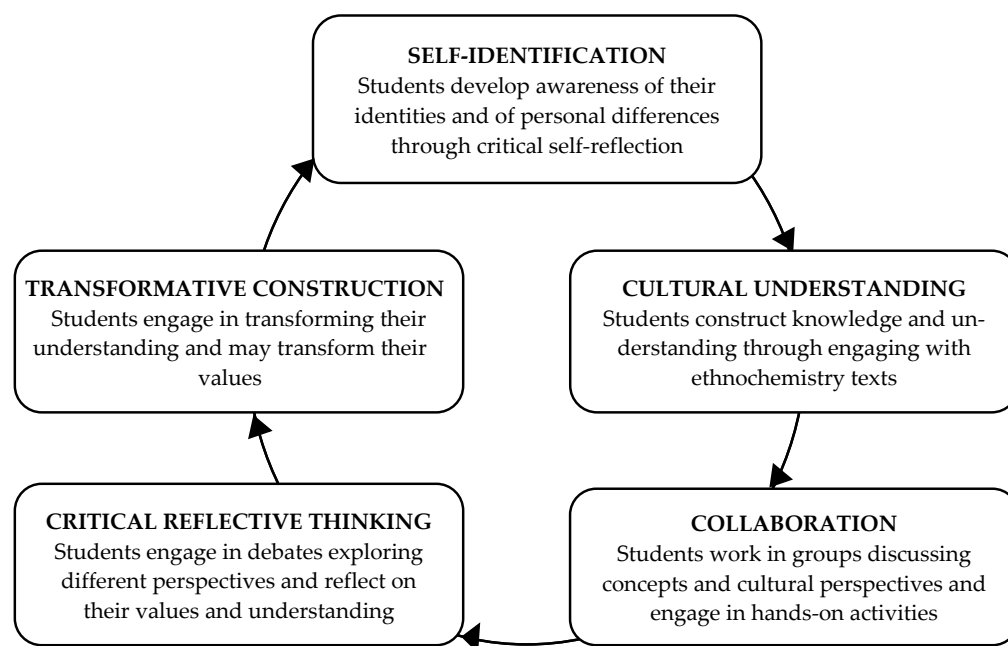 SELF-IDENTIFICATION
Students develop awareness of their
identities and of personal differences
through critical self-reflection
TRANSFORMATIVE CONSTRUCTION
Students engage in transforming their
understanding and may transform their
values
CULTURAL UNDERSTANDING
Students construct knowledge and un-
derstanding through engaging with
ethnochemistry texts
CRITICAL REFLECTIVE THINKING
Students engage in debates exploring
different perspectives and reflect on
their values and understanding
COLLABORATION
Students work in groups discussing
concepts and cultural perspectives and
engage in hands-on activities